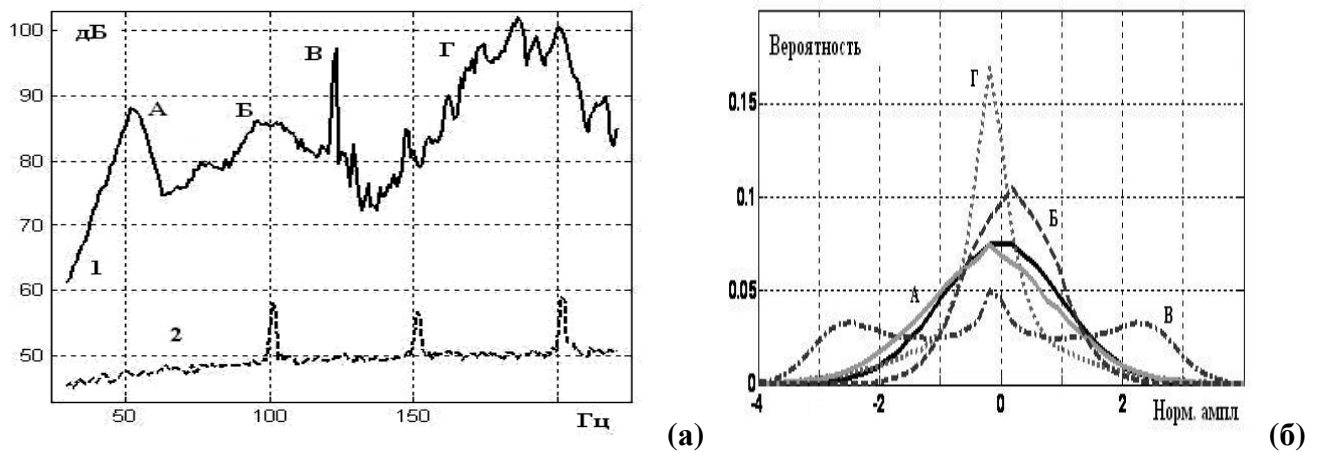 100
дБ
А
Б
В
Г
90
80
70
1
60
2
50
50
100
150
Гц
(а)
Вероятность
0.15
0.1
0.05
0
Г
Б
А
В
-4
-2
0
2
Норм. ампл
(б)